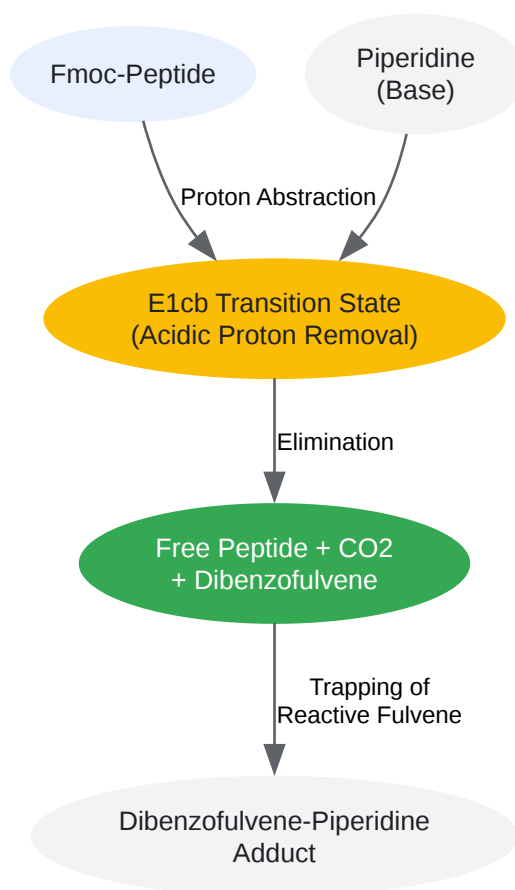 Fmoc-Peptide
Piperidine
(Base)
Proton Abstraction
E1cb Transition State
(Acidic Proton Removal)
Elimination
Free Peptide + CO2
+ Dibenzofulvene
Trapping of
Reactive Fulvene
Dibenzofulvene-Piperidine
Adduct